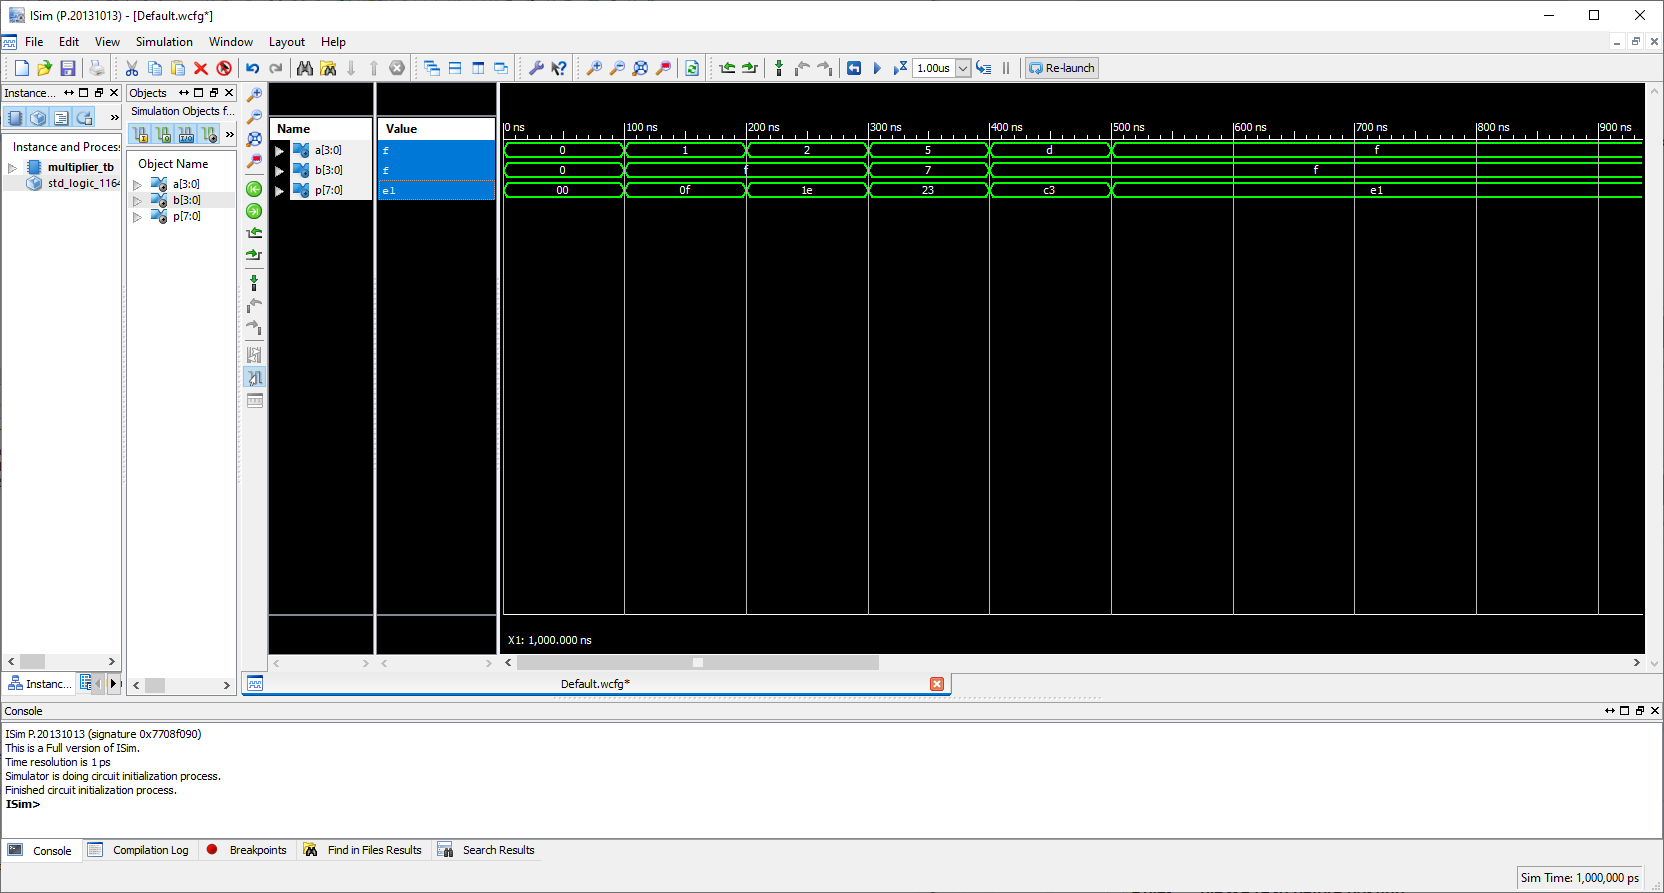 ISim (P.20131013) - [Default.wcfg*]
File Edit View Simulation Window Layout Help
1.00us Re-launch
Instance...
Objects
Simulation Objects f...
Instance and Process
multiplier_tb
std_logic_1164
Object Name
a[3:0]
b[3:0]
p[7:0]
Name Value
0 ns 100 ns 200 ns 300 ns 400 ns 500 ns 600 ns 700 ns 800 ns 900 ns
a[3:0] f 0 1 2 5 d f
b[3:0] f 0 f 7 f
p[7:0] e1 00 0f 1e 23 c3 e1
X1: 1,000.000 ns
Instanc...
Default.wcfg*
Console
ISim P.20131013 (signature 0x7708f090)
This is a Full version of ISim.
Time resolution is 1 ps
Simulator is doing circuit initialization process.
Finished circuit initialization process.
ISim>
Console Compilation Log Breakpoints Find in Files Results Search Results
Sim Time: 1,000,000 ps